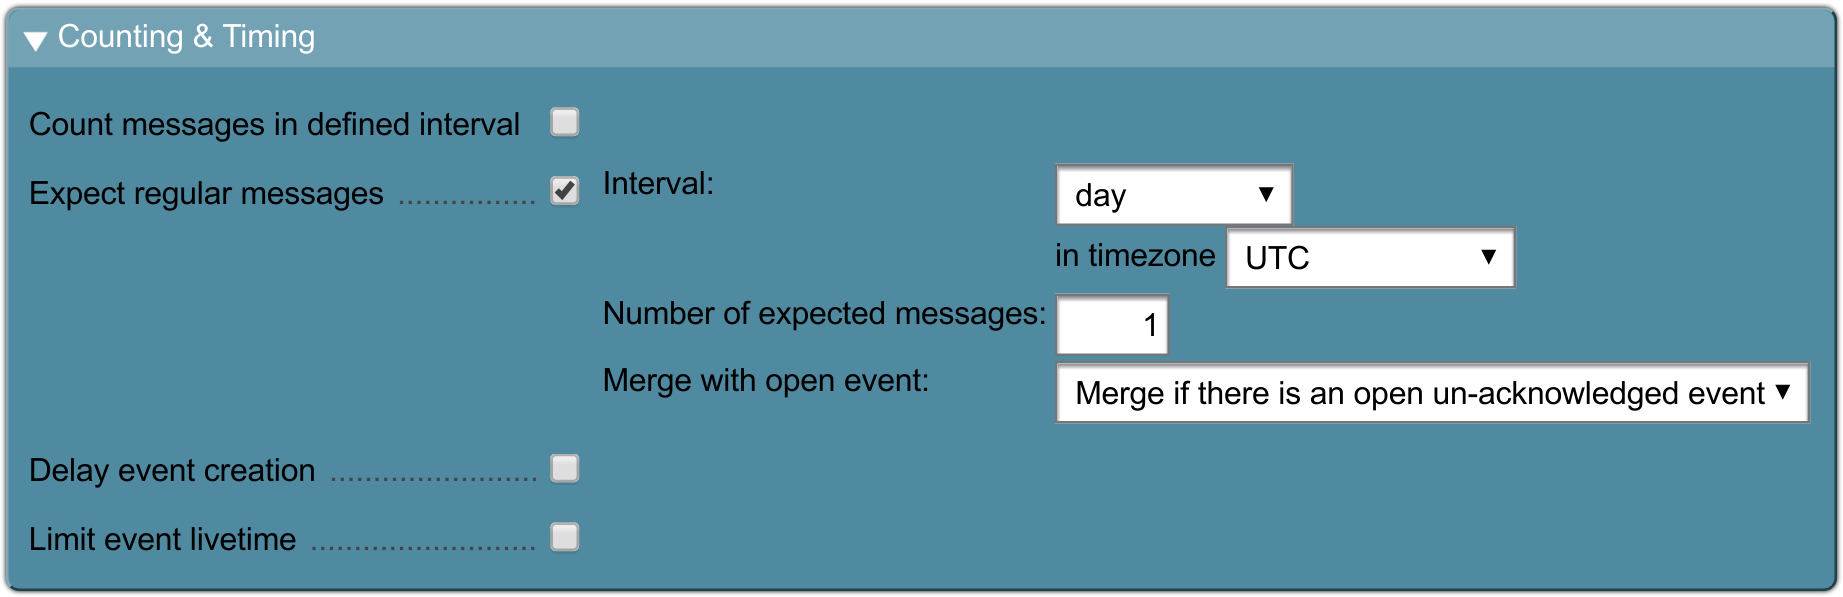 Counting & Timing
Count messages in defined interval
Expect regular messages ................ Interval: day
in timezone UTC
Number of expected messages: 1
Merge with open event: Merge if there is an open un-acknowledged event
Delay event creation ........................
Limit event livetime ..........................